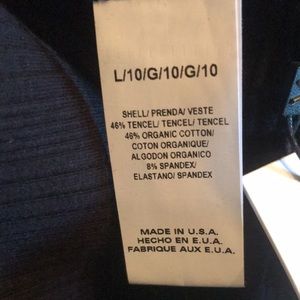 L/10/G/10/G/10
SHELL/ PRENDA/ VESTE
46% TENCEL/ TENCEL/ TENCEL
46% ORGANIC COTTON/
COTON ORGANIQUE/
ALGODON ORGANICO
8% SPANDEX/
ELASTANO/ SPANDEX
MADE IN U.S.A.
HECHO EN E.U.A.
FABRIQUE AUX E.U.A.